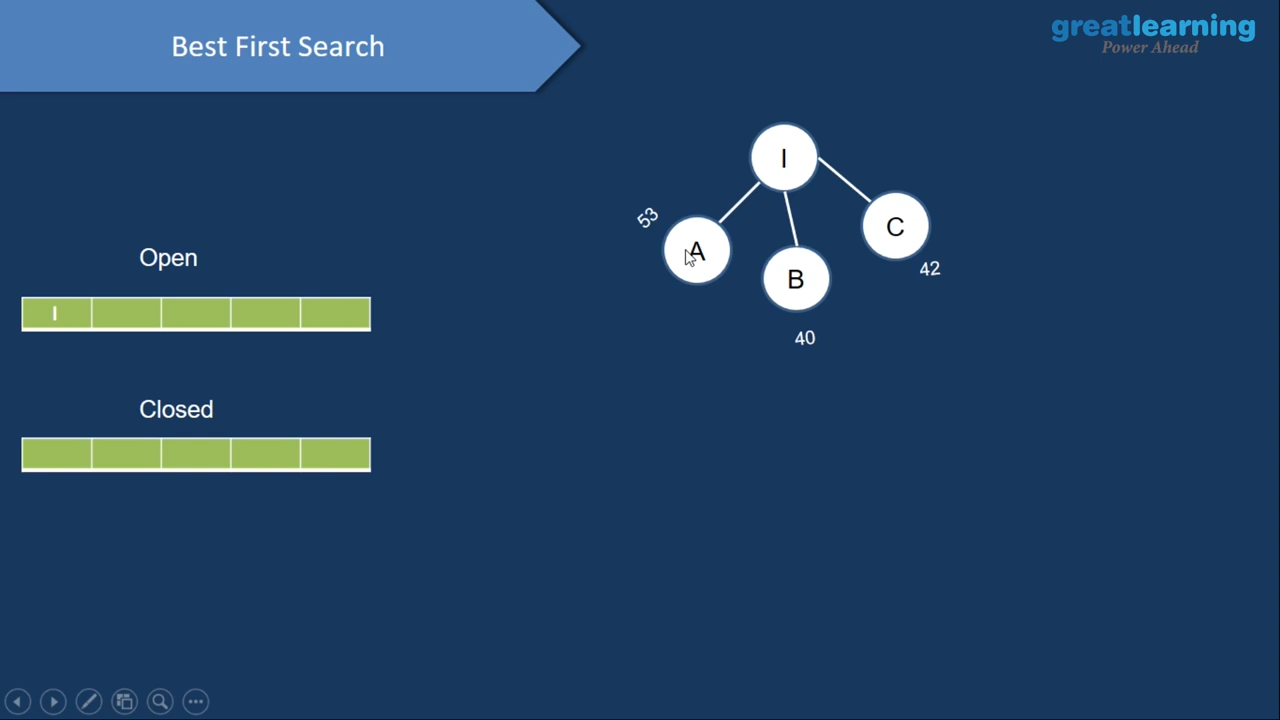 Best First Search
greatlearning
Power Ahead
I
53
A
C
42
B
40
Open
I
Closed